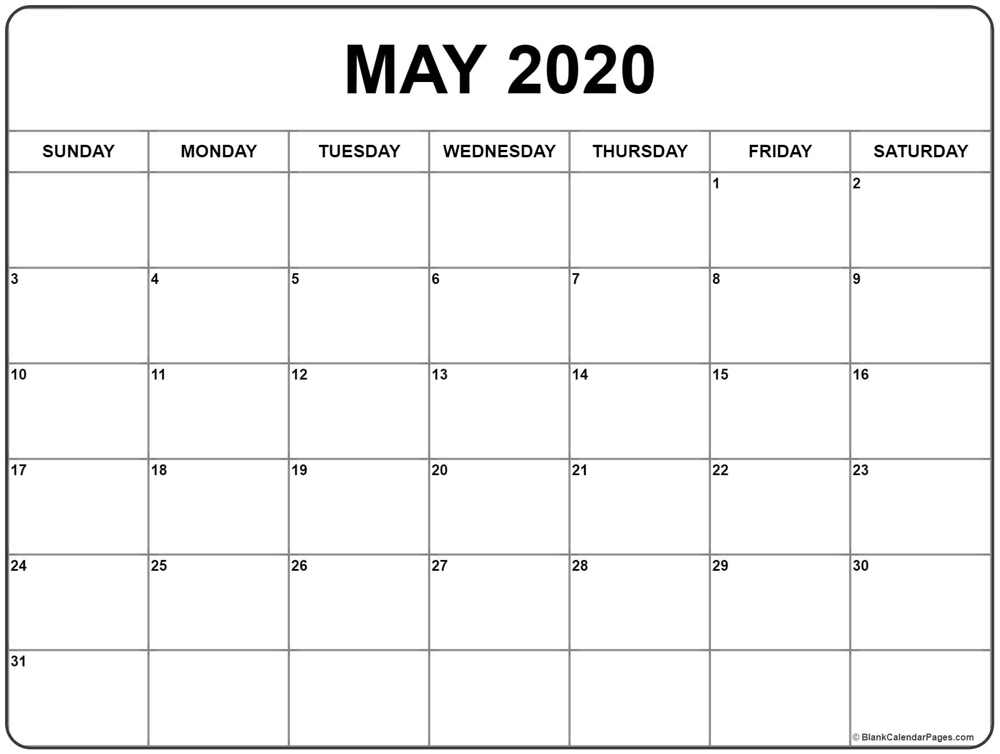 MAY 2020
SUNDAY MONDAY TUESDAY WEDNESDAY THURSDAY FRIDAY SATURDAY
1 2
3 4 5 6 7 8 9
10 11 12 13 14 15 16
17 18 19 20 21 22 23
24 25 26 27 28 29 30
31
© BlankCalendarPages.com